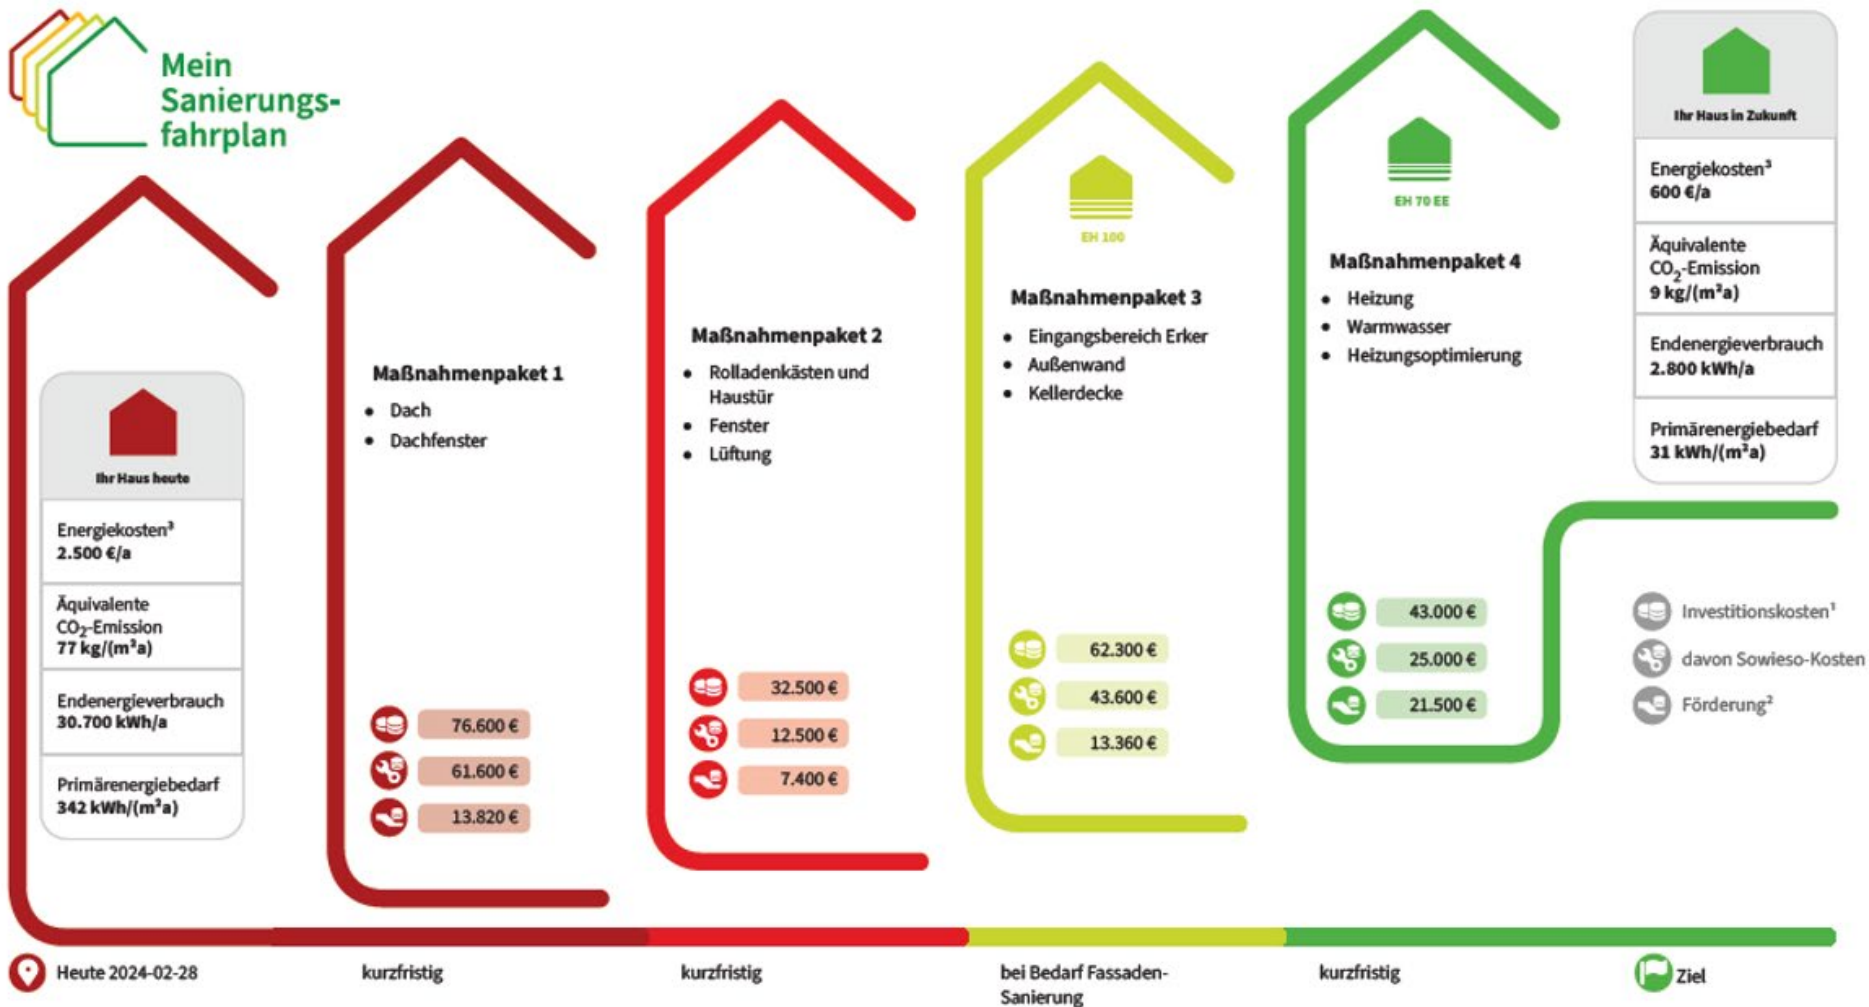 Mein
Sanierungs-
fahrplan
Ihr Haus heute
Energiekosten³
2.500 €/a
Äquivalente
CO₂-Emission
77 kg/(m²a)
Endenergieverbrauch
30.700 kWh/a
Primärenergiebedarf
342 kWh/(m²a)
Maßnahmenpaket 1
• Dach
• Dachfenster
76.600 €
61.600 €
13.820 €
Maßnahmenpaket 2
• Rolladenkästen und
Haustür
• Fenster
• Lüftung
32.500 €
12.500 €
7.400 €
EH 100
Maßnahmenpaket 3
• Eingangsbereich Erker
• Außenwand
• Kellerdecke
62.300 €
43.600 €
13.360 €
EH 70 EE
Maßnahmenpaket 4
• Heizung
• Warmwasser
• Heizungsoptimierung
43.000 €
25.000 €
21.500 €
Ihr Haus in Zukunft
Energiekosten³
600 €/a
Äquivalente
CO₂-Emission
9 kg/(m²a)
Endenergieverbrauch
2.800 kWh/a
Primärenergiebedarf
31 kWh/(m²a)
Investitionskosten¹
davon Sowieso-Kosten
Förderung²
Heute 2024-02-28
kurzfristig
kurzfristig
bei Bedarf Fassaden-
Sanierung
kurzfristig
Ziel